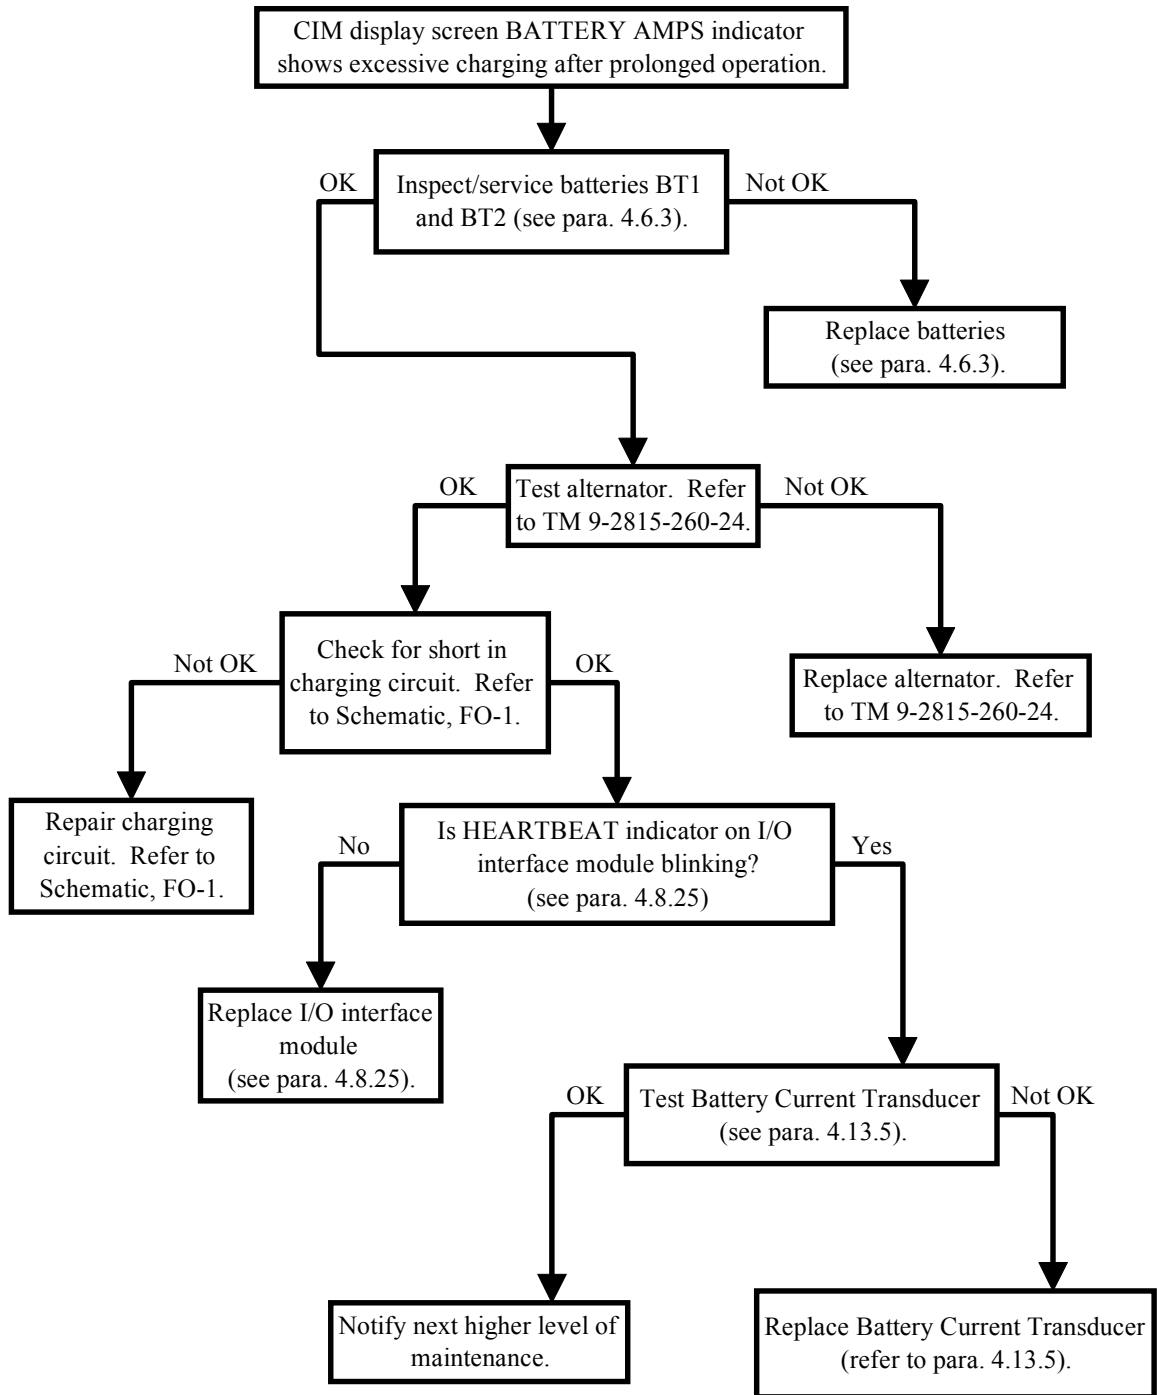 CIM display screen BATTERY AMPS indicator
shows excessive charging after prolonged operation.
OK
Inspect/service batteries BT1
and BT2 (see para. 4.6.3).
Not OK
Replace batteries
(see para. 4.6.3).
OK
Test alternator. Refer
to TM 9-2815-260-24.
Not OK
Not OK
Check for short in
charging circuit. Refer
to Schematic, FO-1.
OK
Replace alternator. Refer
to TM 9-2815-260-24.
Repair charging
circuit. Refer to
Schematic, FO-1.
No
Is HEARTBEAT indicator on I/O
interface module blinking?
(see para. 4.8.25)
Yes
Replace I/O interface
module
(see para. 4.8.25).
OK
Test Battery Current Transducer
(see para. 4.13.5).
Not OK
Notify next higher level of
maintenance.
Replace Battery Current Transducer
(refer to para. 4.13.5).